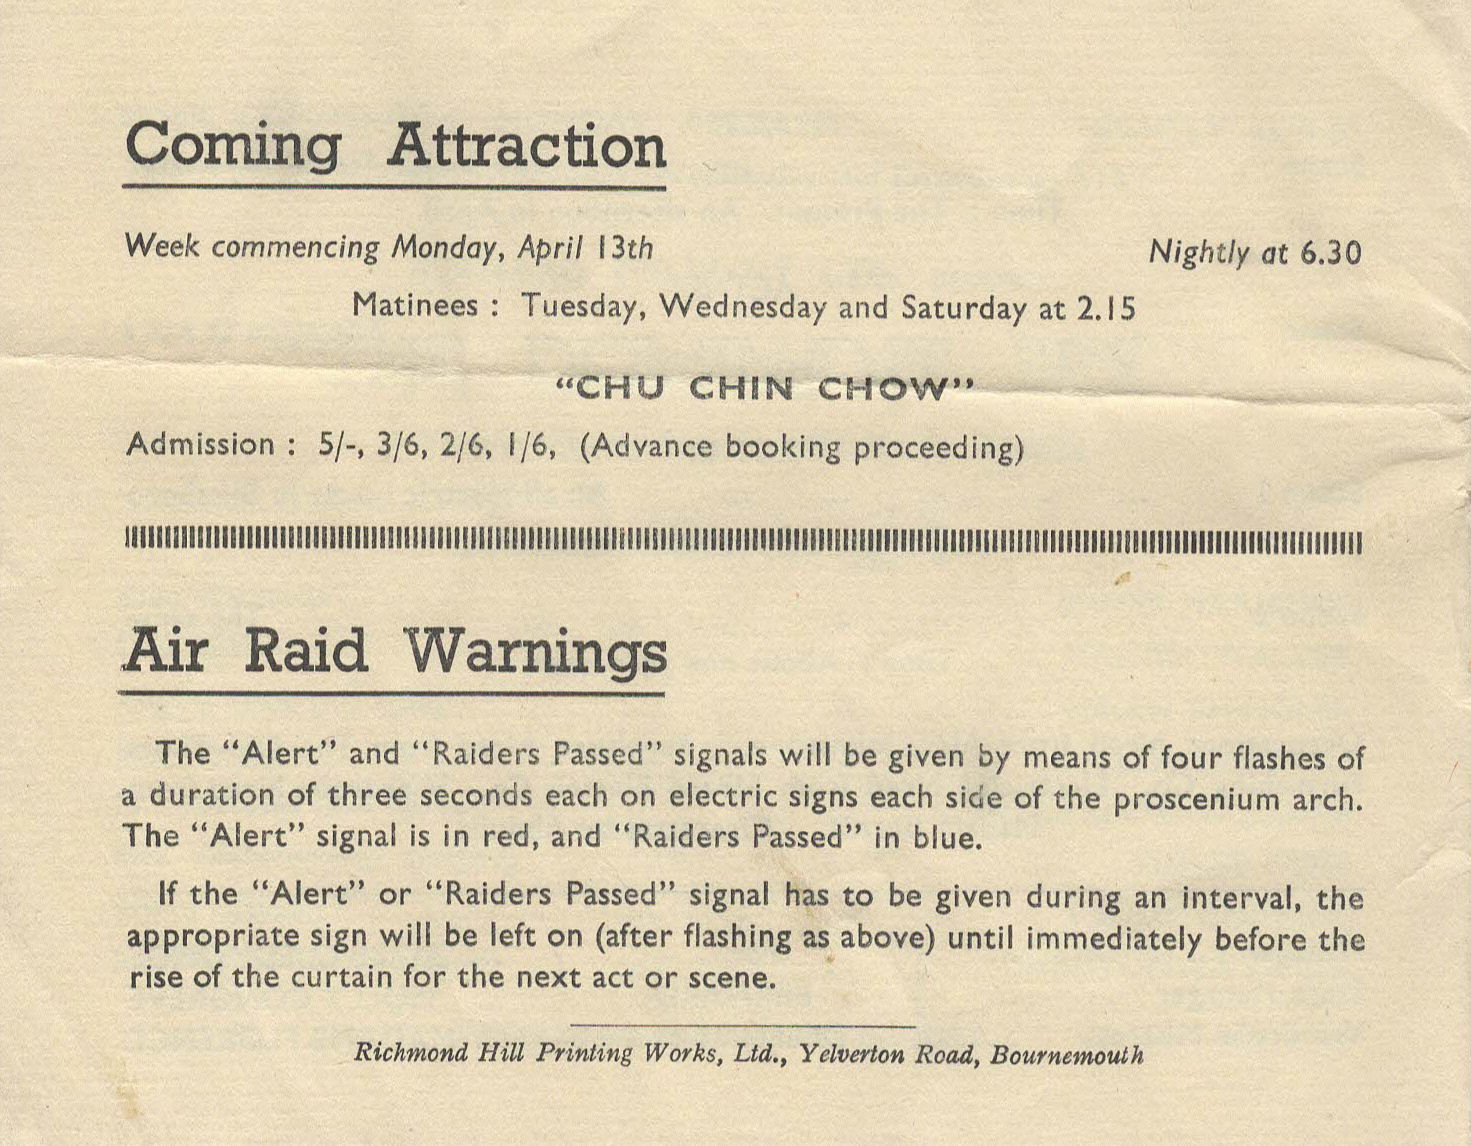 Coming Attraction
Week commencing Monday, April 13th Nightly at 6.30
Matinees : Tuesday, Wednesday and Saturday at 2.15
“CHU CHIN CHOW”
Admission : 5/-, 3/6, 2/6, 1/6, (Advance booking proceeding)
Air Raid Warnings
The “Alert” and “Raiders Passed” signals will be given by means of four flashes of
a duration of three seconds each on electric signs each side of the proscenium arch.
The “Alert” signal is in red, and “Raiders Passed” in blue.
If the “Alert” or “Raiders Passed” signal has to be given during an interval, the
appropriate sign will be left on (after flashing as above) until immediately before the
rise of the curtain for the next act or scene.
Richmond Hill Printing Works, Ltd., Yelverton Road, Bournemouth